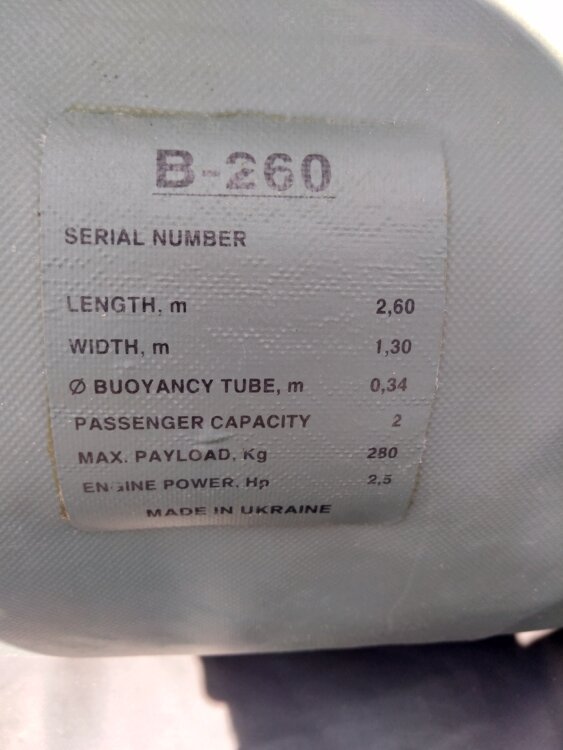 B-260
SERIAL NUMBER
LENGTH, m 2,60
WIDTH, m 1,30
Ø BUOYANCY TUBE, m 0,34
PASSENGER CAPACITY 2
MAX. PAYLOAD, Kg 280
ENGINE POWER, Hp 2,5
MADE IN UKRAINE